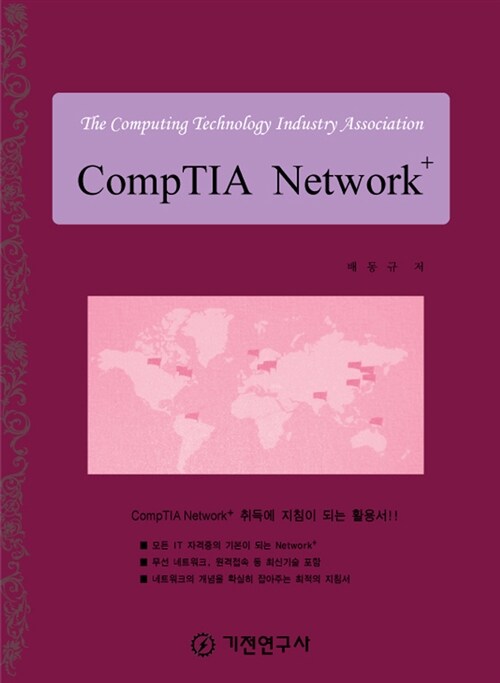 The Computing Technology Industry Association
CompTIA Network+
배 동 규 저
CompTIA Network+ 취득에 지침이 되는 활용서!!
■ 모든 IT 자격증의 기본이 되는 Network+
■ 무선 네트워크, 원격접속 등 최신기술 포함
■ 네트워크의 개념을 확실히 잡아주는 최적의 지침서
기전연구사